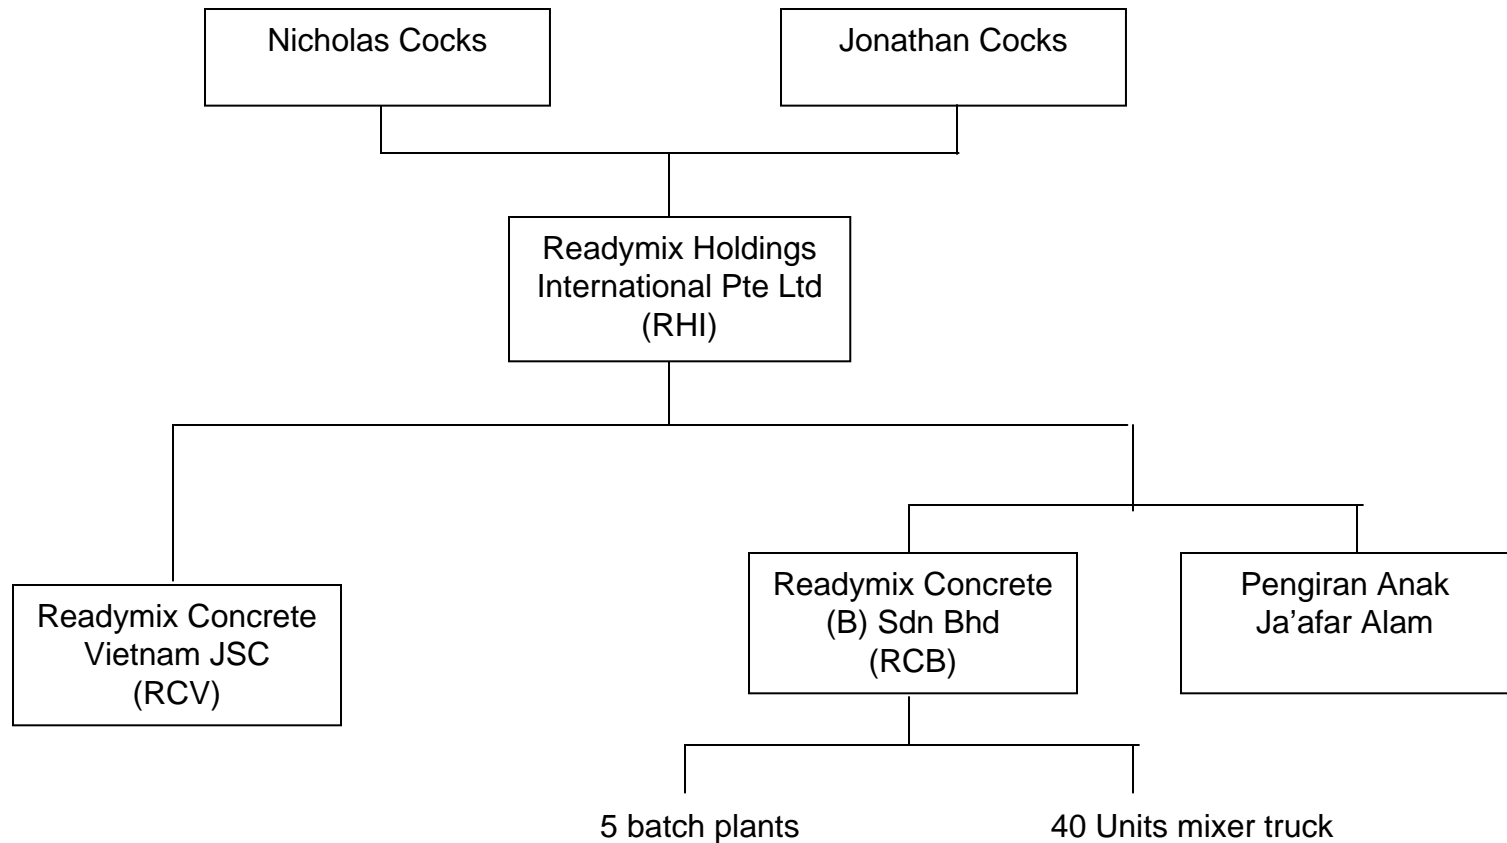 Nicholas Cocks
Jonathan Cocks
Readymix Holdings
International Pte Ltd
(RHI)
Readymix Concrete
Vietnam JSC
(RCV)
Readymix Concrete
(B) Sdn Bhd
(RCB)
Pengiran Anak
Ja’afar Alam
5 batch plants
40 Units mixer truck